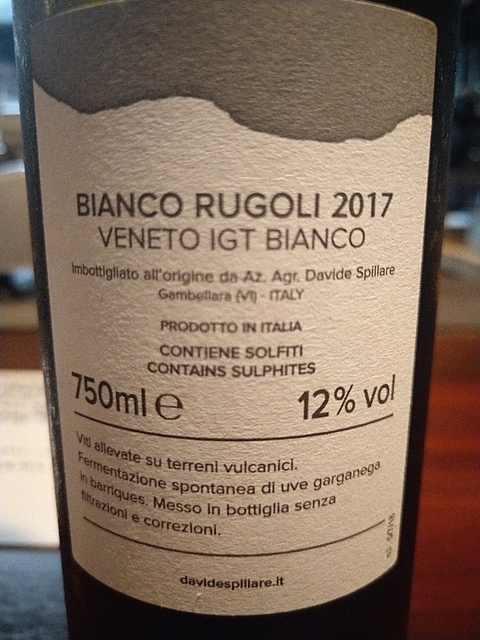 BIANCO RUGOLI 2017
VENETO IGT BIANCO
Imbottigliato all'origine da Az. Agr. Davide Spillare
Gambellara (VI) - ITALY
PRODOTTO IN ITALIA
CONTIENE SOLFITI
CONTAINS SULPHITES
750ml ℮ 12% vol
Viti allevate su terreni vulcanici.
Fermentazione spontanea di uve garganega
in barriques. Messo in bottiglia senza
filtrazioni e correzioni.
davidespillare.it